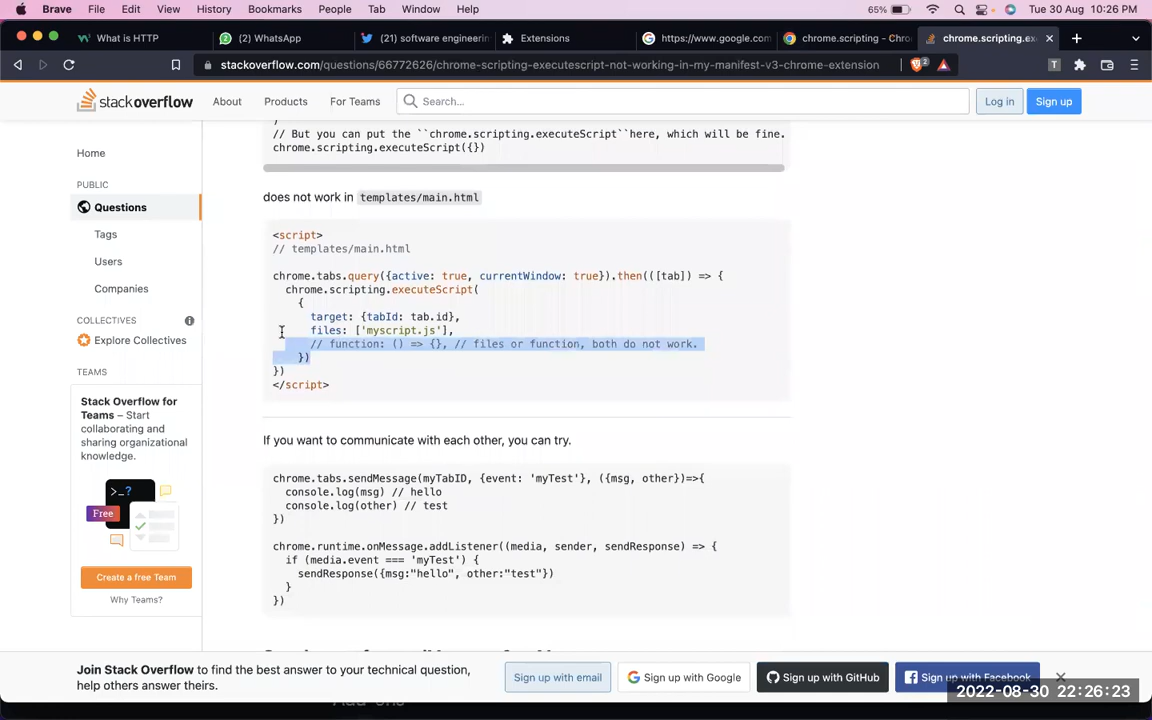 Brave File Edit View History Bookmarks People Tab Window Help 65% Tue 30 Aug 10:26 PM
What is HTTP (2) WhatsApp (21) software engineerin Extensions https://www.google.com chrome.scripting - Chro chrome.scripting.ex
stackoverflow.com/questions/66772626/chrome-scripting-executescript-not-working-in-my-manifest-v3-chrome-extension 2 T
stackoverflow About Products For Teams Search... Log in Sign up
Home
PUBLIC
Questions
Tags
Users
Companies
COLLECTIVES
Explore Collectives
TEAMS
Stack Overflow for
Teams – Start
collaborating and
sharing organizational
knowledge.
>_?
Free
Create a free Team
Why Teams?
// But you can put the ``chrome.scripting.executeScript``here, which will be fine.
chrome.scripting.executeScript({})
does not work in templates/main.html
<script>
// templates/main.html
chrome.tabs.query({active: true, currentWindow: true}).then(([tab]) => {
chrome.scripting.executeScript(
{
target: {tabId: tab.id},
files: ['myscript.js'],
// function: () => {}, // files or function, both do not work.
})
})
</script>
If you want to communicate with each other, you can try.
chrome.tabs.sendMessage(myTabID, {event: 'myTest'}, ({msg, other})=>{
console.log(msg) // hello
console.log(other) // test
})
chrome.runtime.onMessage.addListener((media, sender, sendResponse) => {
if (media.event === 'myTest') {
sendResponse({msg:"hello", other:"test"})
}
})
Join Stack Overflow to find the best answer to your technical question,
help others answer theirs.
Sign up with email Sign up with Google Sign up with GitHub Sign up with Facebook
2022-08-30 22:26:23